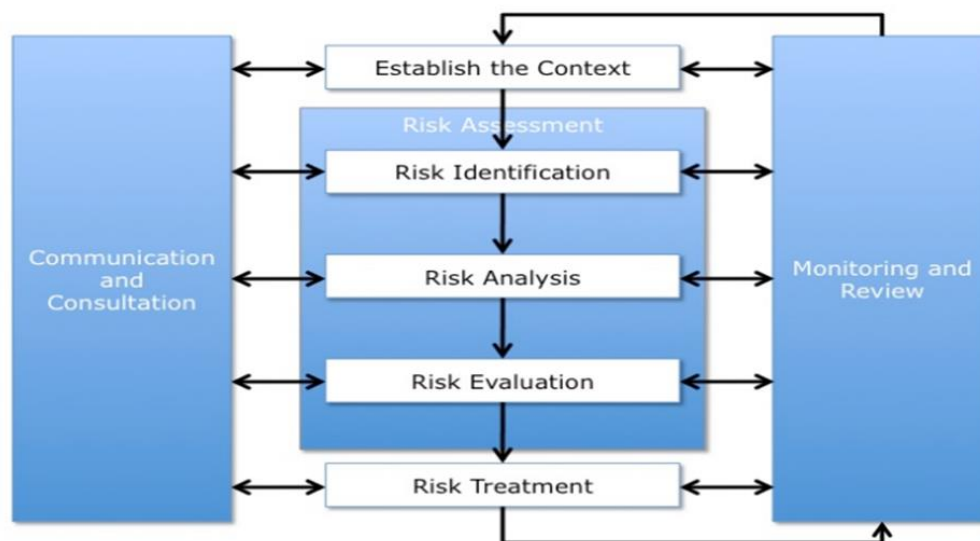 Establish the Context
Risk Assessment
Risk Identification
Risk Analysis
Risk Evaluation
Risk Treatment
Communication
and
Consultation
Monitoring and
Review